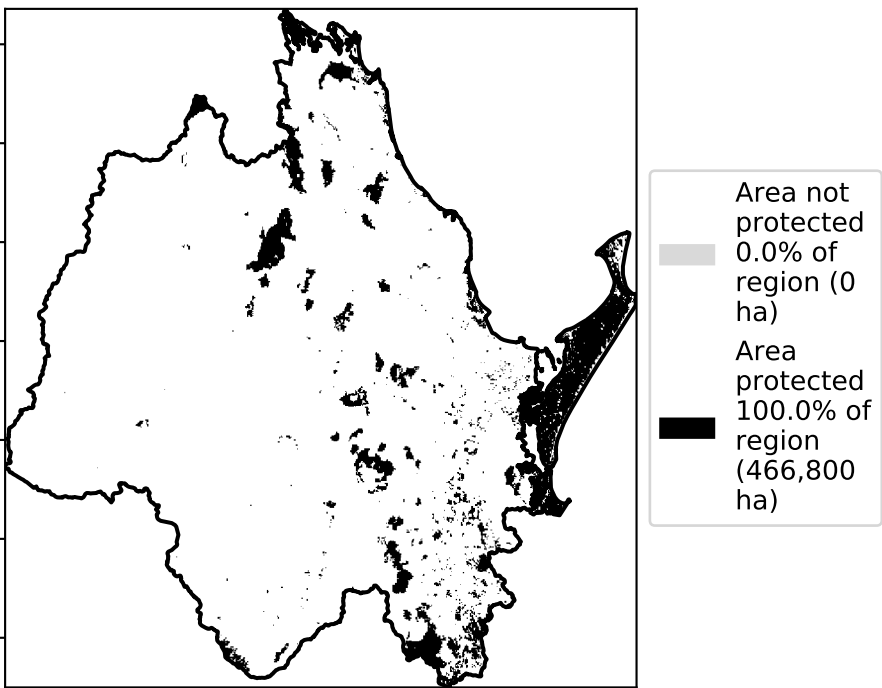 Area not
protected
0.0% of
region (0
ha)
Area
protected
100.0% of
region
(466,800
ha)